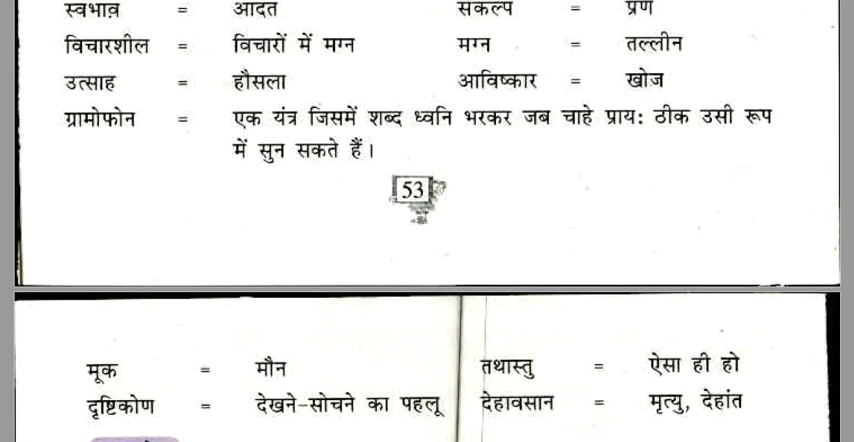 स्वभाव = आदत संकल्प = प्रण
विचारशील = विचारों में मग्न मग्न = तल्लीन
उत्साह = हौसला आविष्कार = खोज
ग्रामोफोन = एक यंत्र जिसमें शब्द ध्वनि भरकर जब चाहे प्रायः ठीक उसी रूप
में सुन सकते हैं।
53
मूक = मौन तथास्तु = ऐसा ही हो
दृष्टिकोण = देखने-सोचने का पहलू देहावसान = मृत्यु, देहांत